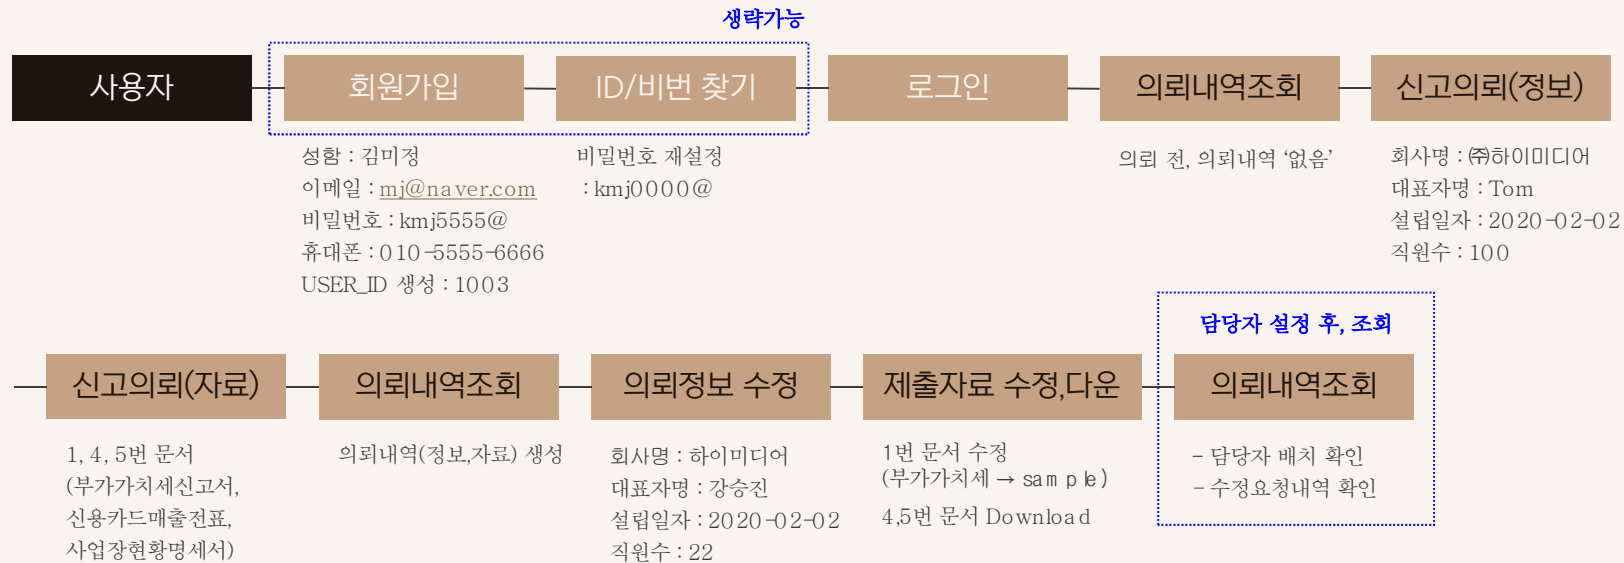 생략가능
사용자
회원가입
ID/비번 찾기
로그인
의뢰내역조회
신고의뢰(정보)
성함 : 김미정
이메일 : mj@naver.com
비밀번호 : kmj5555@
휴대폰 : 010-5555-6666
USER_ID 생성 : 1003
비밀번호 재설정
: kmj0000@
의뢰 전, 의뢰내역 ‘없음’
회사명 : ㈜하이미디어
대표자명 : Tom
설립일자 : 2020-02-02
직원수 : 100
담당자 설정 후, 조회
신고의뢰(자료)
의뢰내역조회
의뢰정보 수정
제출자료 수정,다운
의뢰내역조회
1, 4, 5번 문서
(부가가치세신고서,
신용카드매출전표,
사업장현황명세서)
의뢰내역(정보,자료) 생성
회사명 : 하이미디어
대표자명 : 강승진
설립일자 : 2020-02-02
직원수 : 22
1번 문서 수정
(부가가치세 → sample)
4,5번 문서 Download
- 담당자 배치 확인
- 수정요청내역 확인